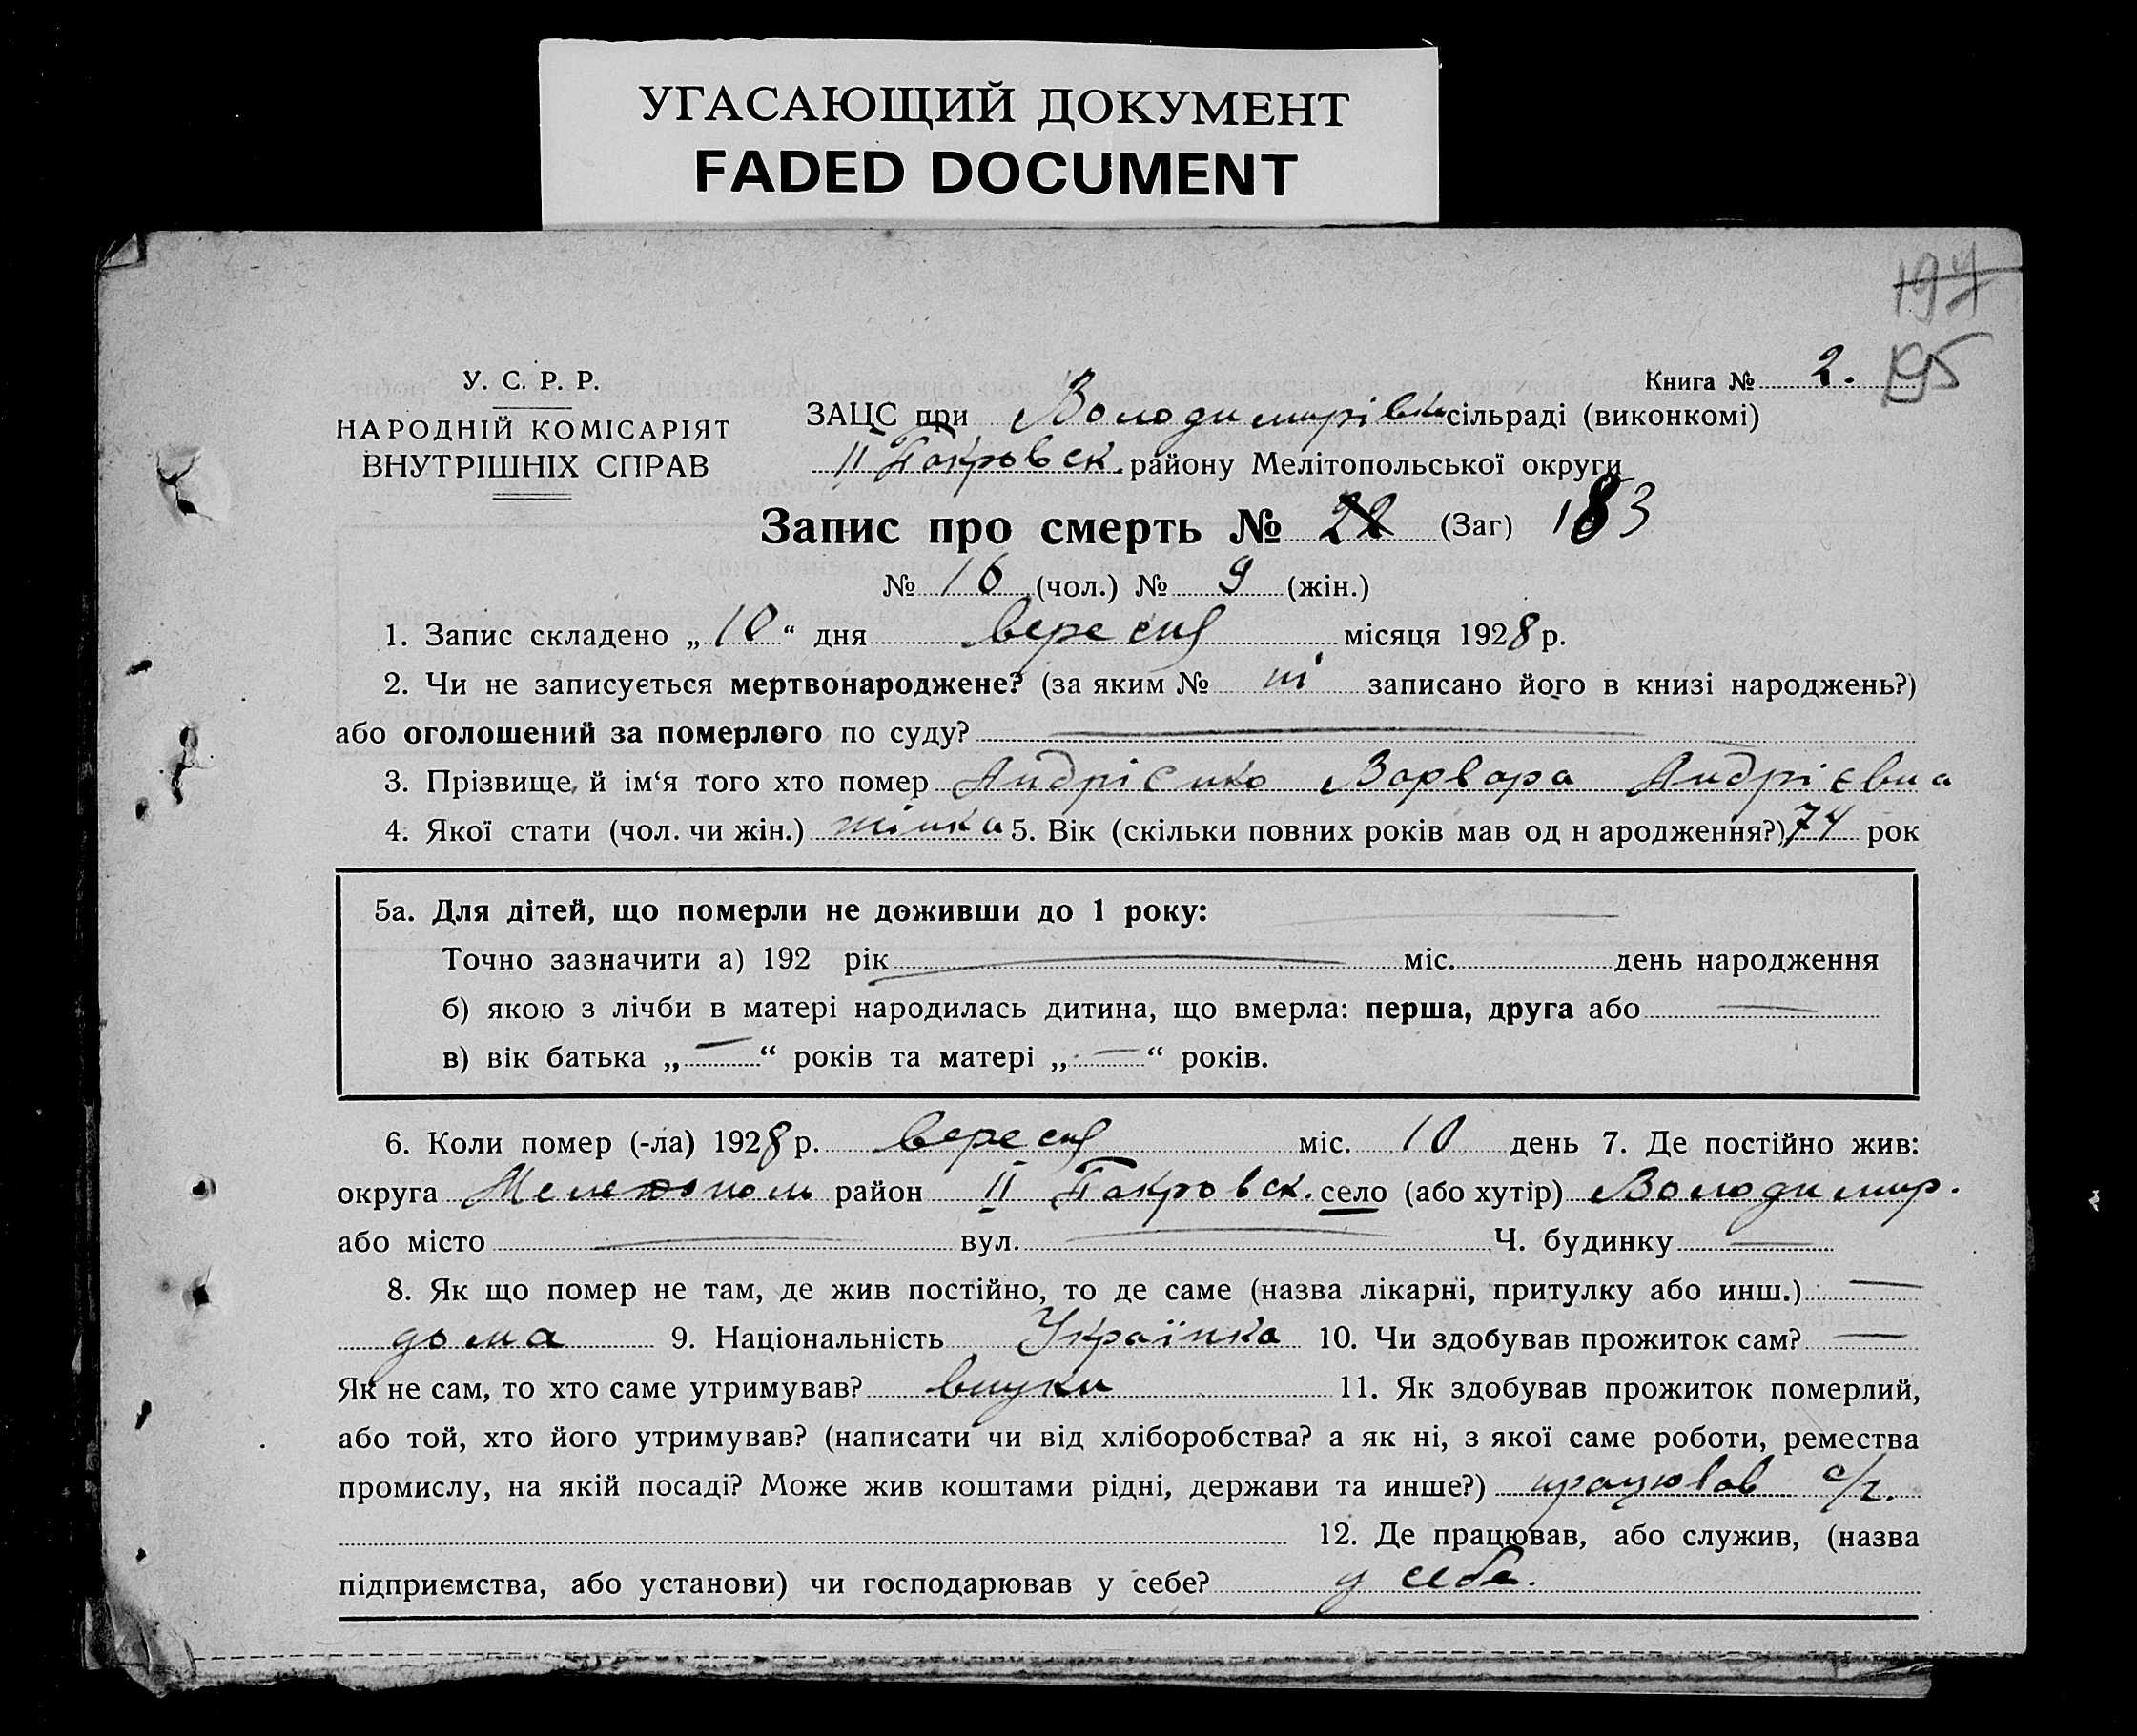 УГАСАЮЩИЙ ДОКУМЕНТ
FADED DOCUMENT
197
195
У. С. Р. Р.
НАРОДНІЙ КОМІСАРІЯТ
ВНУТРІШНІХ СПРАВ
Книга № 2.
ЗАЦС при Володимирівк сільраді (виконкомі)
II Покровськ. району Мелітопольської округи
Запис про смерть № 22 (Заг) 183
№ 16 (чол.) № 9 (жін.)
1. Запис складено „ 10 “ дня вересня місяця 1928 р.
2. Чи не записується мертвонароджене? (за яким № ні записано його в книзі народжень?)
або оголошений за померлого по суду?
3. Прізвище, й ім‘я того хто помер Андрієнко Варвара Андрієвна
4. Якої стати (чол. чи жін.) жінка 5. Вік (скільки повних років мав од н ародження?) 74 рок
5а. Для дітей, що померли не доживши до 1 року:
Точно зазначити а) 192 рік міс. день народження
б) якою з лічби в матері народилась дитина, що вмерла: перша, друга або
в) вік батька „ — “ років та матері „ — “ років.
6. Коли помер (-ла) 1928 р. вересня міс. 10 день 7. Де постійно жив:
округа Мелетополь район II Покровск. село (або хутір) Володимир.
або місто — вул. — Ч. будинку —
8. Як що помер не там, де жив постійно, то де саме (назва лікарні, притулку або инш.) —
дома 9. Національність Українка 10. Чи здобував прожиток сам? —
Як не сам, то хто саме утримував? внуки 11. Як здобував прожиток померлий,
або той, хто його утримував? (написати чи від хліборобства? а як ні, з якої саме роботи, ремества
промислу, на якій посаді? Може жив коштами рідні, держави та инше?) працював с/г.
12. Де працював, або служив, (назва
підприємства, або установи) чи господарював у себе? у себе.